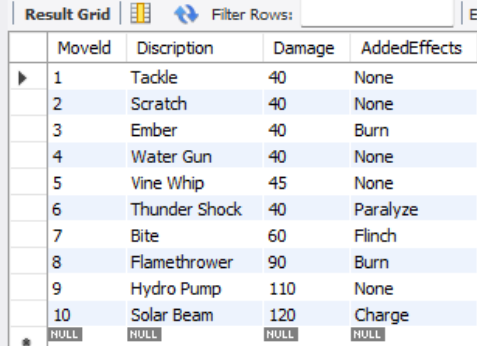 Result Grid Filter Rows: E
MoveId Discription Damage AddedEffects
1 Tackle 40 None
2 Scratch 40 None
3 Ember 40 Burn
4 Water Gun 40 None
5 Vine Whip 45 None
6 Thunder Shock 40 Paralyze
7 Bite 60 Flinch
8 Flamethrower 90 Burn
9 Hydro Pump 110 None
10 Solar Beam 120 Charge
NULL NULL NULL NULL